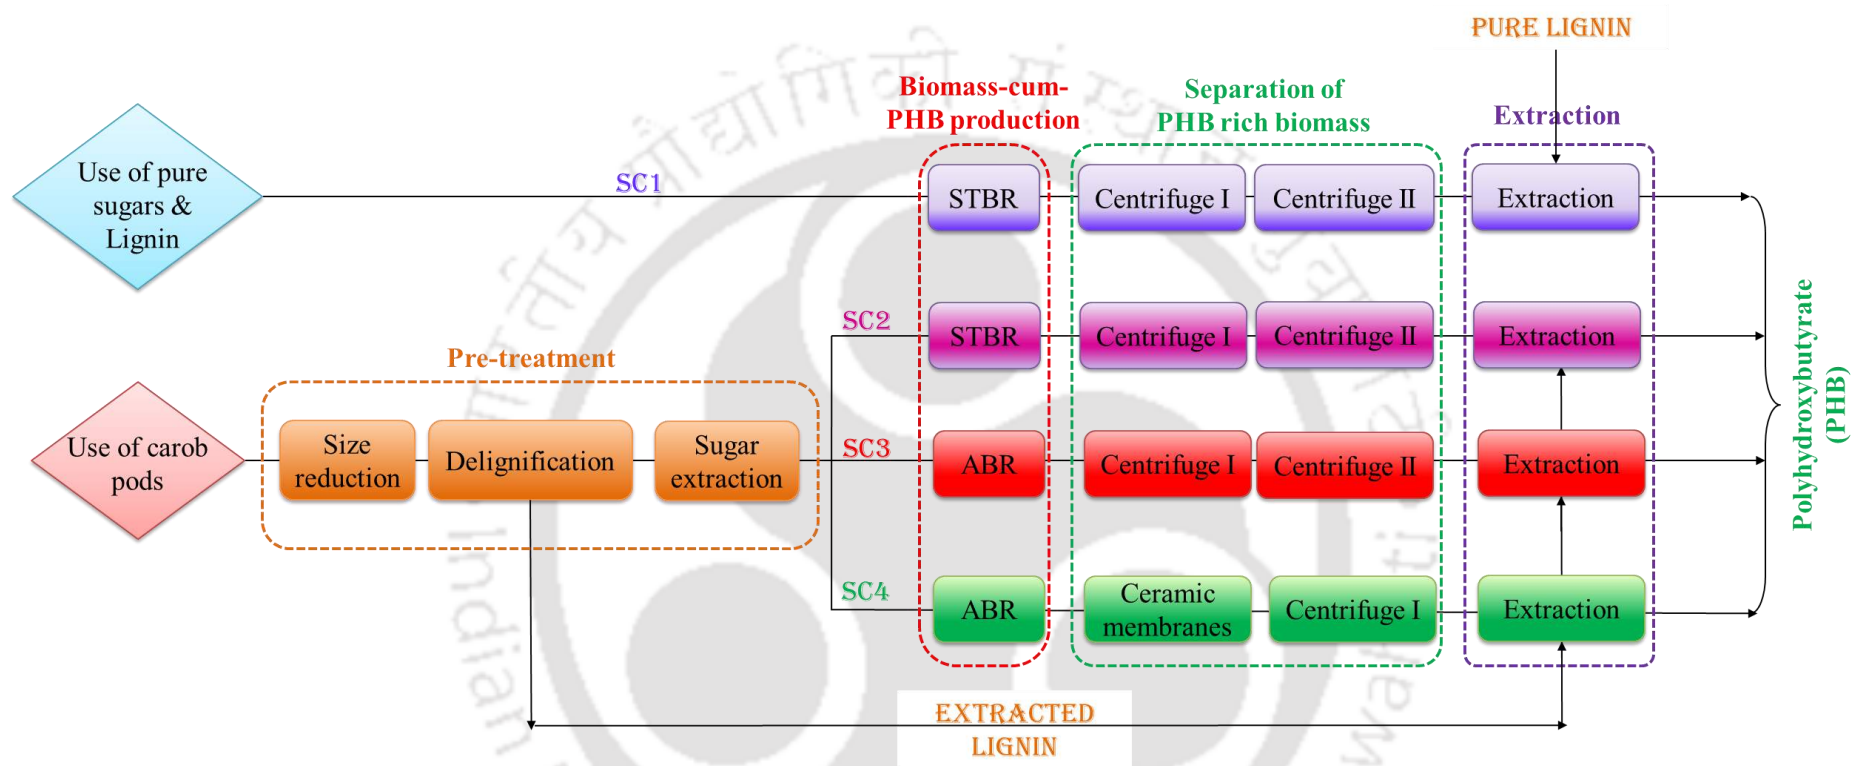 PURE LIGNIN
Biomass-cum-
PHB production
Separation of
PHB rich biomass
Extraction
Use of pure
sugars &
Lignin
SC1
STBR
Centrifuge I
Centrifuge II
Extraction
SC2
STBR
Centrifuge I
Centrifuge II
Extraction
Pre-treatment
Use of carob
pods
Size
reduction
Delignification
Sugar
extraction
SC3
ABR
Centrifuge I
Centrifuge II
Extraction
SC4
ABR
Ceramic
membranes
Centrifuge I
Extraction
Polyhydroxybutyrate
(PHB)
EXTRACTED
LIGNIN
Indian